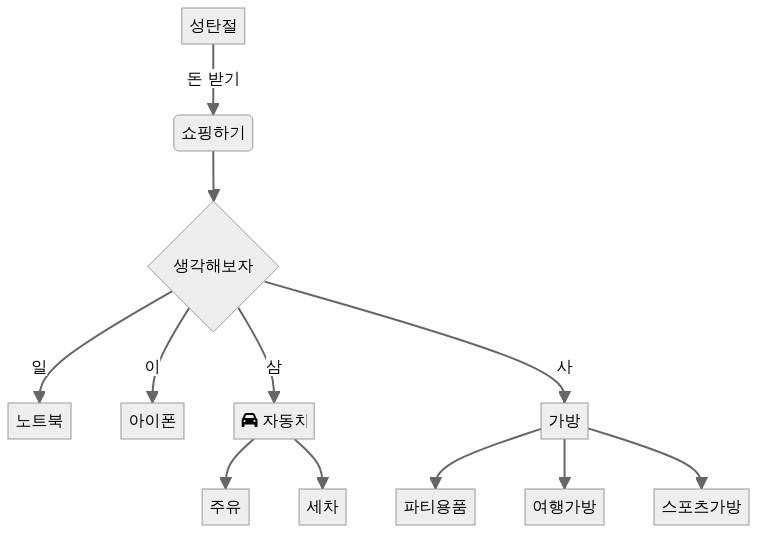 성탄절
돈 받기
쇼핑하기
생각해보자
일
이
삼
사
노트북
아이폰
자동차
가방
주유
세차
파티용품
여행가방
스포츠가방